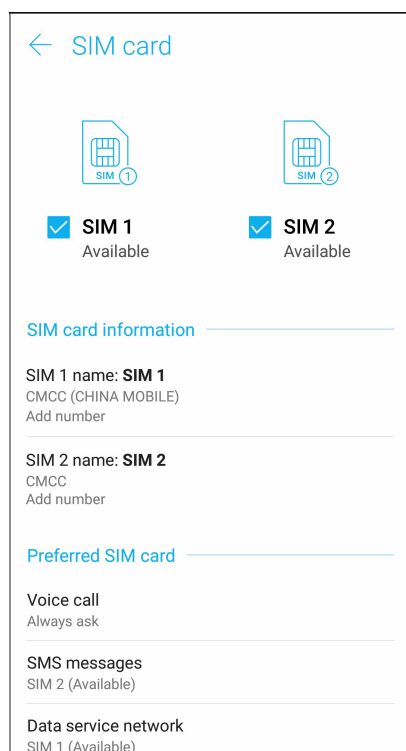 SIM card
SIM 1
SIM 2
SIM 1
SIM 2
Available
Available
SIM card information
SIM 1 name: SIM 1
CMCC (CHINA MOBILE)
Add number
SIM 2 name: SIM 2
CMCC
Add number
Preferred SIM card
Voice call
Always ask
SMS messages
SIM 2 (Available)
Data service network
SIM 1 (Available)